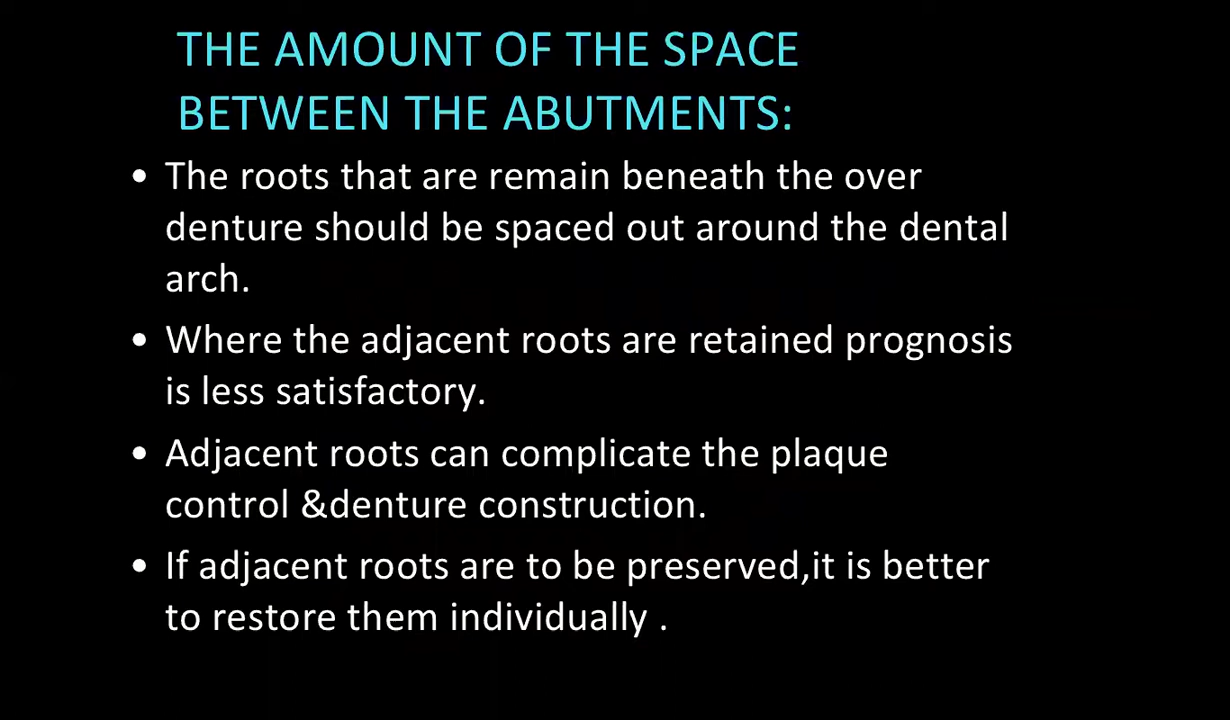 THE AMOUNT OF THE SPACE
BETWEEN THE ABUTMENTS:
• The roots that are remain beneath the over
denture should be spaced out around the dental
arch.
• Where the adjacent roots are retained prognosis
is less satisfactory.
• Adjacent roots can complicate the plaque
control &denture construction.
• If adjacent roots are to be preserved,it is better
to restore them individually .